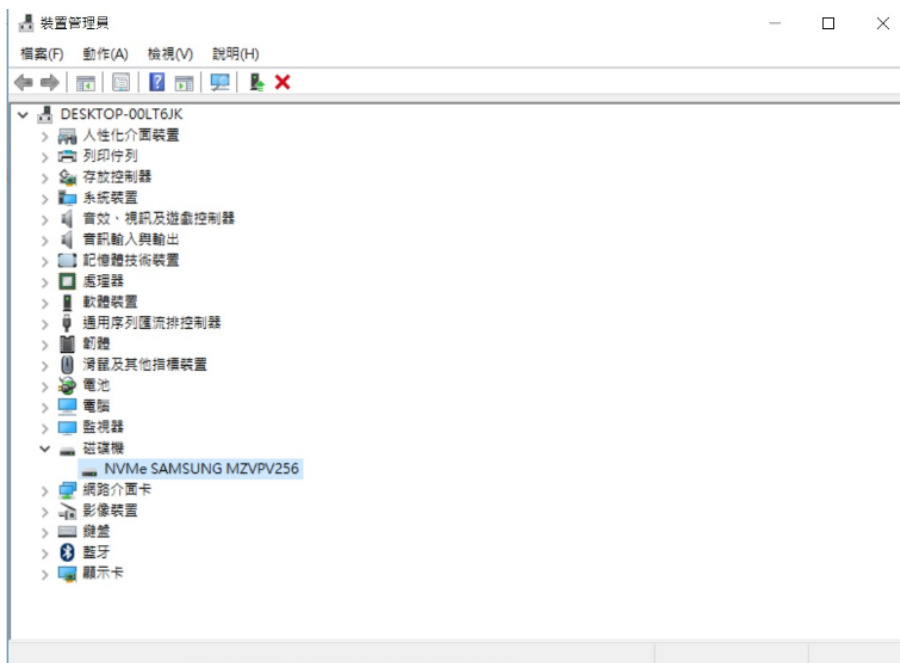 裝置管理員
檔案(F) 動作(A) 檢視(V) 說明(H)
DESKTOP-00LT6JK
人性化介面裝置
列印佇列
存放控制器
系統裝置
音效、視訊及遊戲控制器
音訊輸入與輸出
記憶體技術裝置
處理器
軟體裝置
通用序列匯流排控制器
韌體
滑鼠及其他指標裝置
電池
電腦
監視器
磁碟機
NVMe SAMSUNG MZVPV256
網路介面卡
影像裝置
鍵盤
藍牙
顯示卡